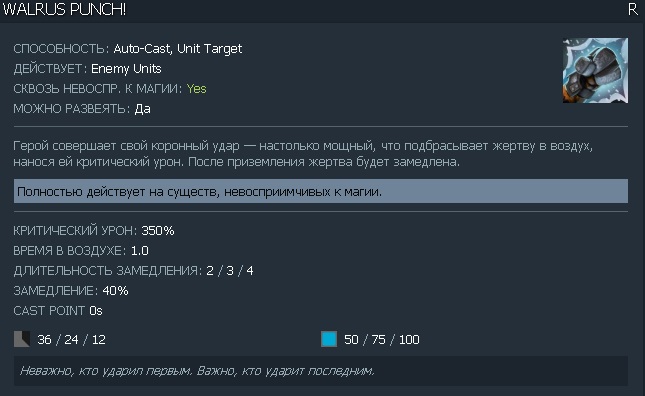 WALRUS PUNCH! R
СПОСОБНОСТЬ: Auto-Cast, Unit Target
ДЕЙСТВУЕТ: Enemy Units
СКВОЗЬ НЕВОСПР. К МАГИИ: Yes
МОЖНО РАЗВЕЯТЬ: Да
Герой совершает свой коронный удар — настолько мощный, что подбрасывает жертву в воздух,
нанося ей критический урон. После приземления жертва будет замедлена.
Полностью действует на существ, невосприимчивых к магии.
КРИТИЧЕСКИЙ УРОН: 350%
ВРЕМЯ В ВОЗДУХЕ: 1.0
ДЛИТЕЛЬНОСТЬ ЗАМЕДЛЕНИЯ: 2 / 3 / 4
ЗАМЕДЛЕНИЕ: 40%
CAST POINT 0s
36 / 24 / 12 50 / 75 / 100
Неважно, кто ударил первым. Важно, кто ударит последним.